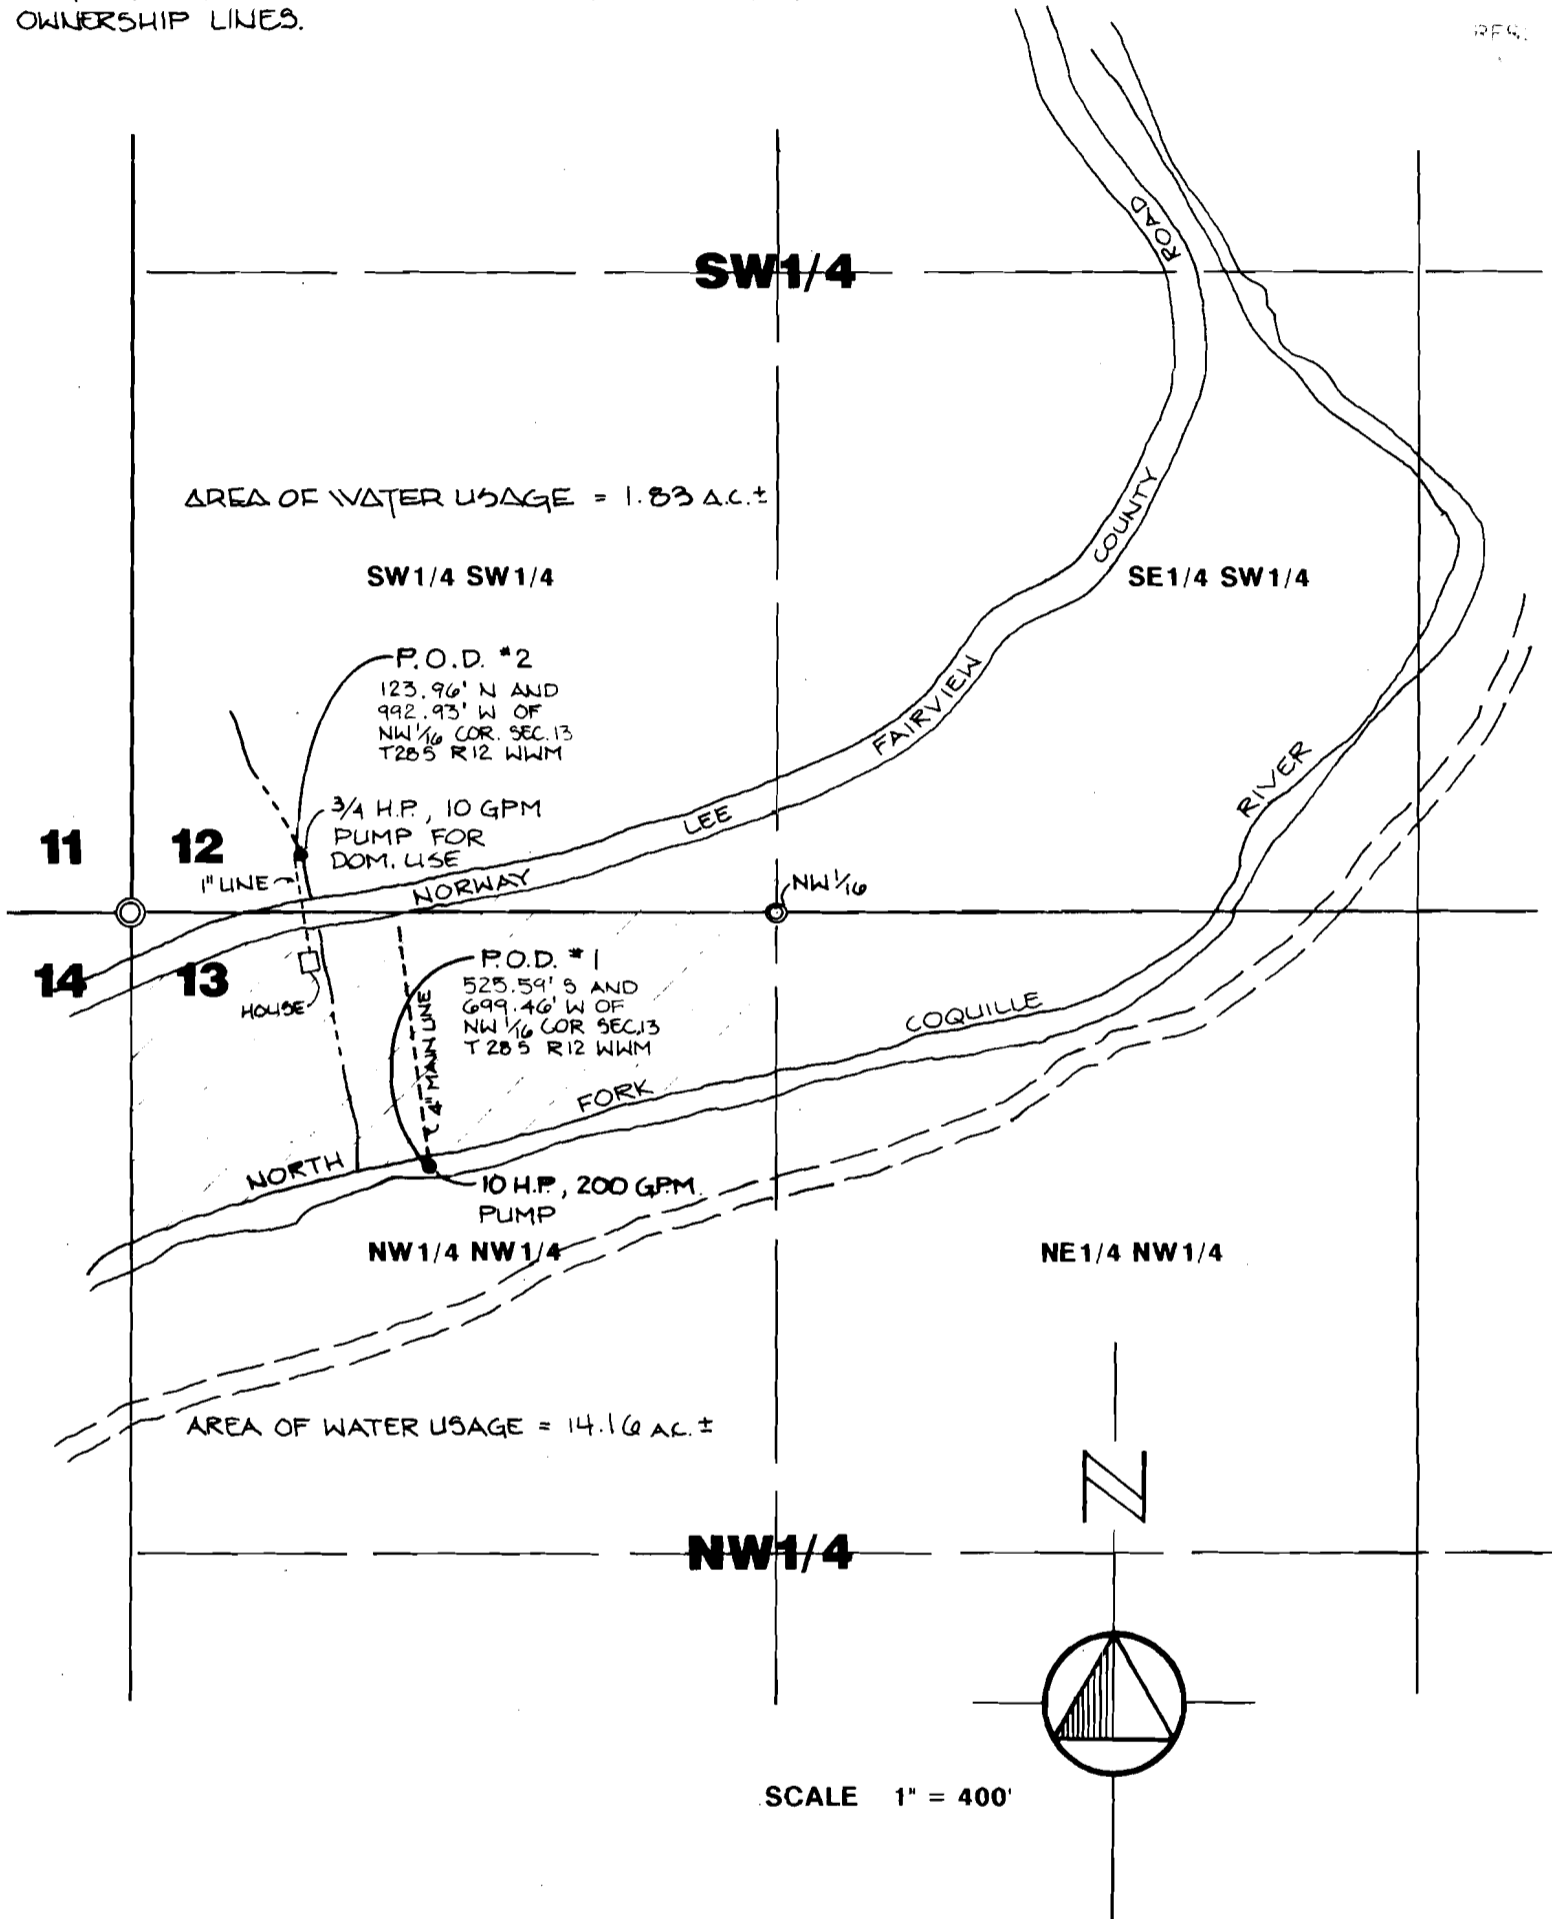 OWNERSHIP LINES.
SW1/4
ROAD
AREA OF WATER USAGE = 1.83 A.C.±
COUNTY
SW1/4 SW1/4
SE1/4 SW1/4
P.O.D. #2
123.96' N AND
992.93' W OF
NW 1/16 COR. SEC. 13
T28S R12 WWM
FAIRVIEW
RIVER
3/4 H.P., 10 GPM
PUMP FOR
DOM. USE
LEE
11
12
1" LINE
NORWAY
NW 1/16
14
13
HOUSE
P.O.D. #1
525.59' S AND
699.46' W OF
NW 1/16 COR SEC.13
T 28S R12 WWM
4" MAIN LINE
COQUILLE
FORK
NORTH
10 H.P., 200 G.P.M.
PUMP
NW1/4 NW1/4
NE1/4 NW1/4
AREA OF WATER USAGE = 14.16 AC. ±
N
NW1/4
SCALE 1" = 400'